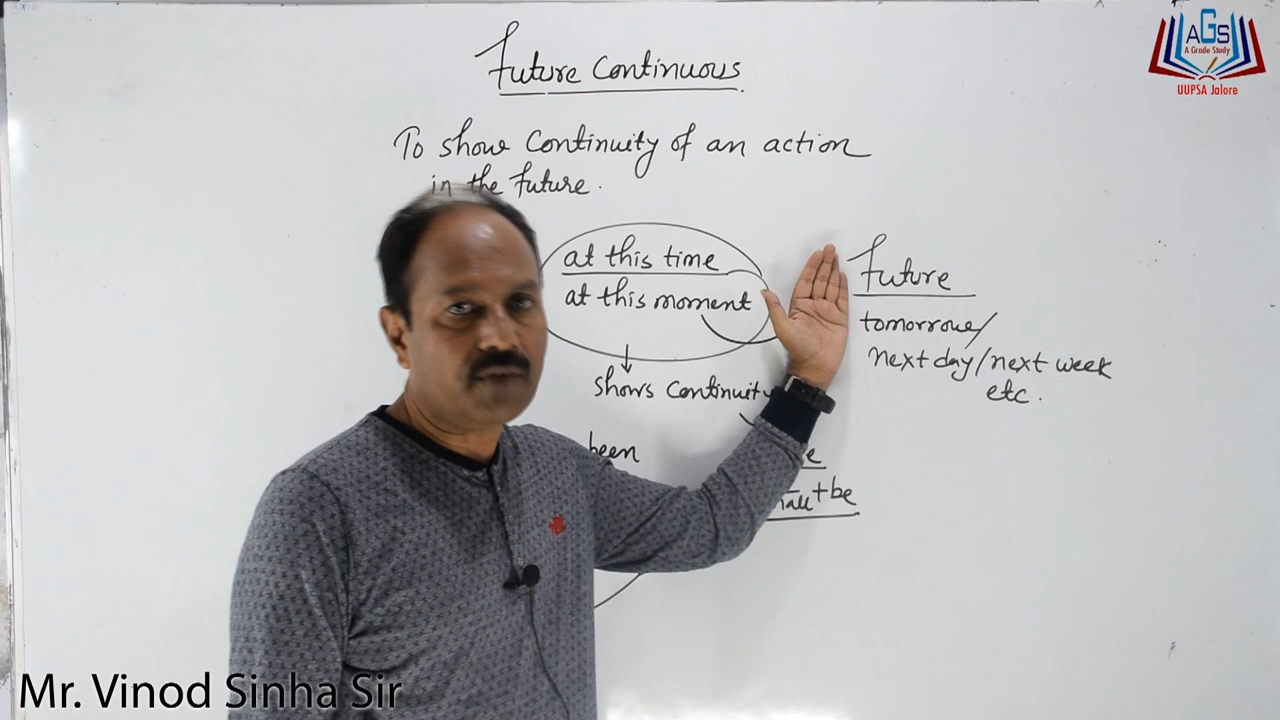 AGS
A Grade Study
UUPSA Jalore
Future Continuous
To show Continuity of an action
in the future.
at this time
at this moment
Future
tomorrow/
next day/next week
etc.
shows continuity
been
+be
Mr. Vinod Sinha Sir